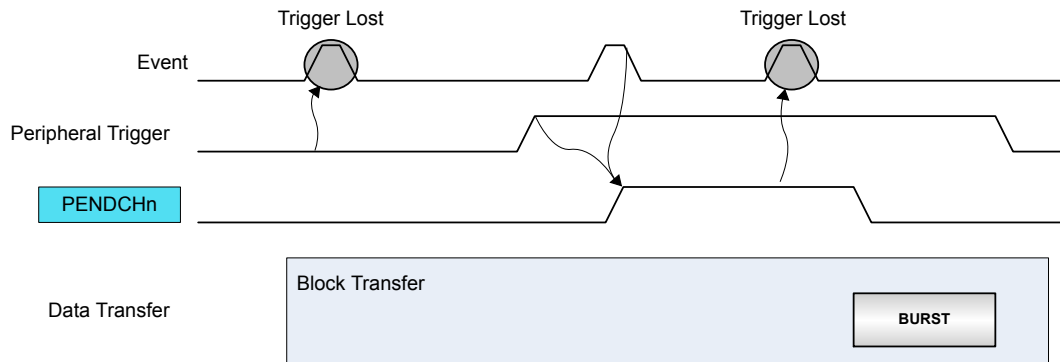 Trigger Lost
Trigger Lost
Event
Peripheral Trigger
PENDCHn
Block Transfer
Data Transfer
BURST